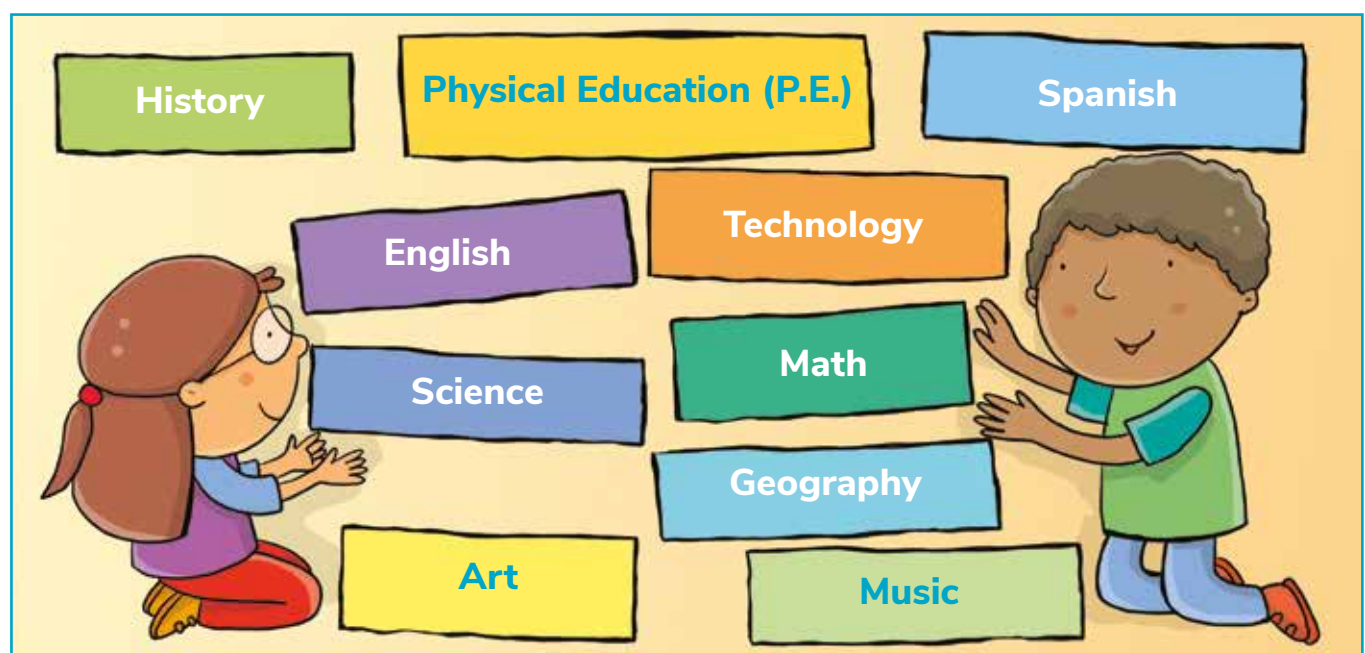 History
Physical Education (P.E.)
Spanish
English
Technology
Science
Math
Geography
Art
Music